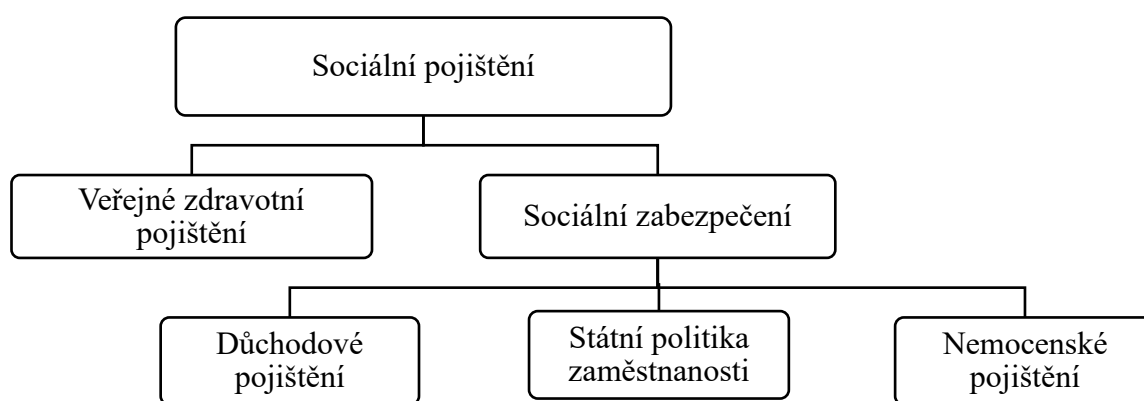 Sociální pojištění
Veřejné zdravotní
pojištění
Sociální zabezpečení
Důchodové
pojištění
Státní politika
zaměstnanosti
Nemocenské
pojištění